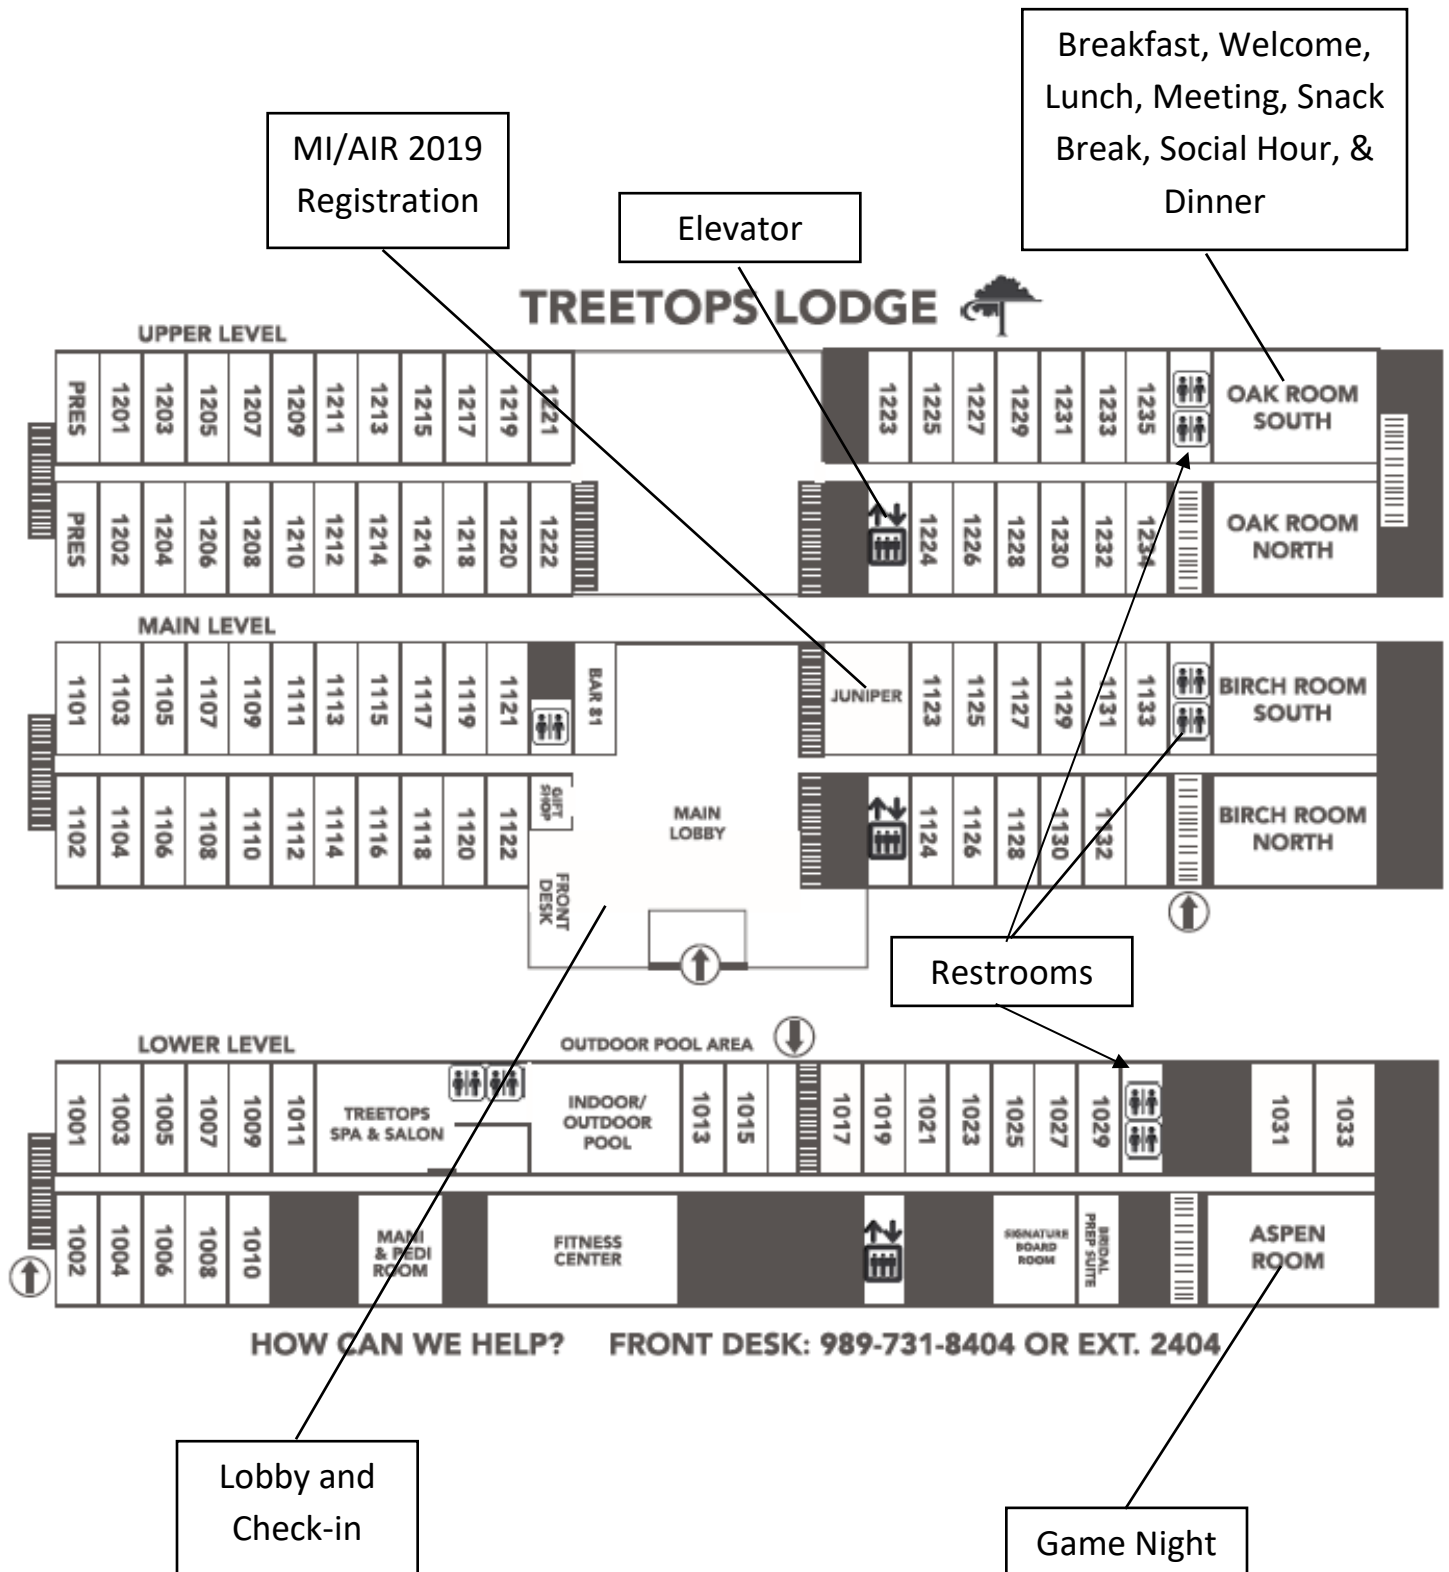 Breakfast, Welcome,
Lunch, Meeting, Snack
Break, Social Hour, &
Dinner
MI/AIR 2019
Registration
Elevator
TREETOPS LODGE
UPPER LEVEL
PRES 1201 1203 1205 1207 1209 1211 1213 1215 1217 1219 1221
1223 1225 1227 1229 1231 1233 1235
OAK ROOM
SOUTH
PRES 1202 1204 1206 1208 1210 1212 1214 1216 1218 1220 1222
1224 1226 1228 1230 1232 1234
OAK ROOM
NORTH
MAIN LEVEL
1101 1103 1105 1107 1109 1111 1113 1115 1117 1119 1121
BAR 81
JUNIPER
1123 1125 1127 1129 1131 1133
BIRCH ROOM
SOUTH
1102 1104 1106 1108 1110 1112 1114 1116 1118 1120 1122
GIFT
SHOP
FRONT
DESK
MAIN
LOBBY
1124 1126 1128 1130 1132
BIRCH ROOM
NORTH
Restrooms
LOWER LEVEL
OUTDOOR POOL AREA
1001 1003 1005 1007 1009 1011
TREETOPS
SPA & SALON
INDOOR/
OUTDOOR
POOL
1013 1015
1017 1019 1021 1023 1025 1027 1029
1031 1033
1002 1004 1006 1008 1010
MANI
& PEDI
ROOM
FITNESS
CENTER
SIGNATURE
BOARD
ROOM
BRIDAL
PREP SUITE
ASPEN
ROOM
HOW CAN WE HELP? FRONT DESK: 989-731-8404 OR EXT. 2404
Lobby and
Check-in
Game Night